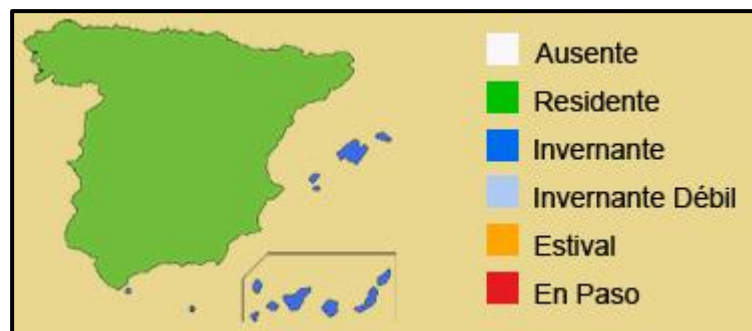 Ausente
Residente
Invernante
Invernante Débil
Estival
En Paso